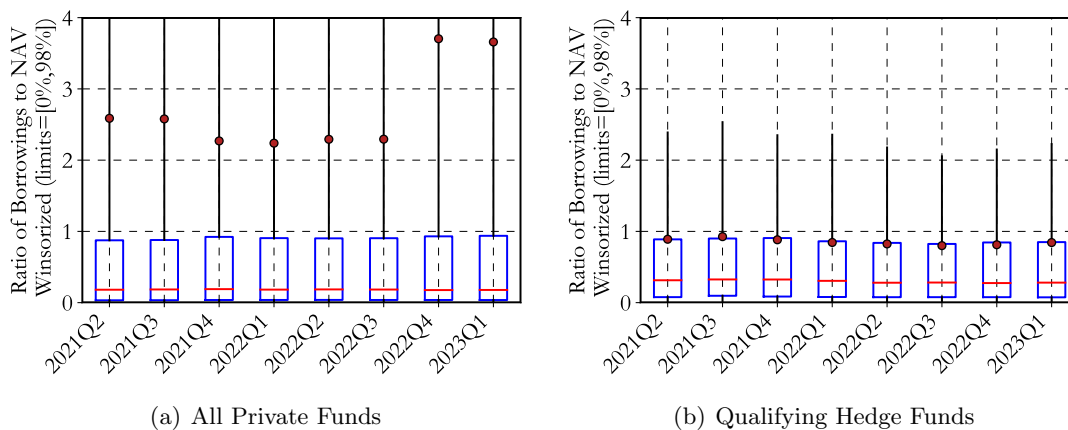 Ratio of Borrowings to NAV
Winsorized (limits=[0%,98%])
4
3
2
1
0
2021Q2
2021Q3
2021Q4
2022Q1
2022Q2
2022Q3
2022Q4
2023Q1
(a) All Private Funds
Ratio of Borrowings to NAV
Winsorized (limits=[0%,98%])
4
3
2
1
0
2021Q2
2021Q3
2021Q4
2022Q1
2022Q2
2022Q3
2022Q4
2023Q1
(b) Qualifying Hedge Funds